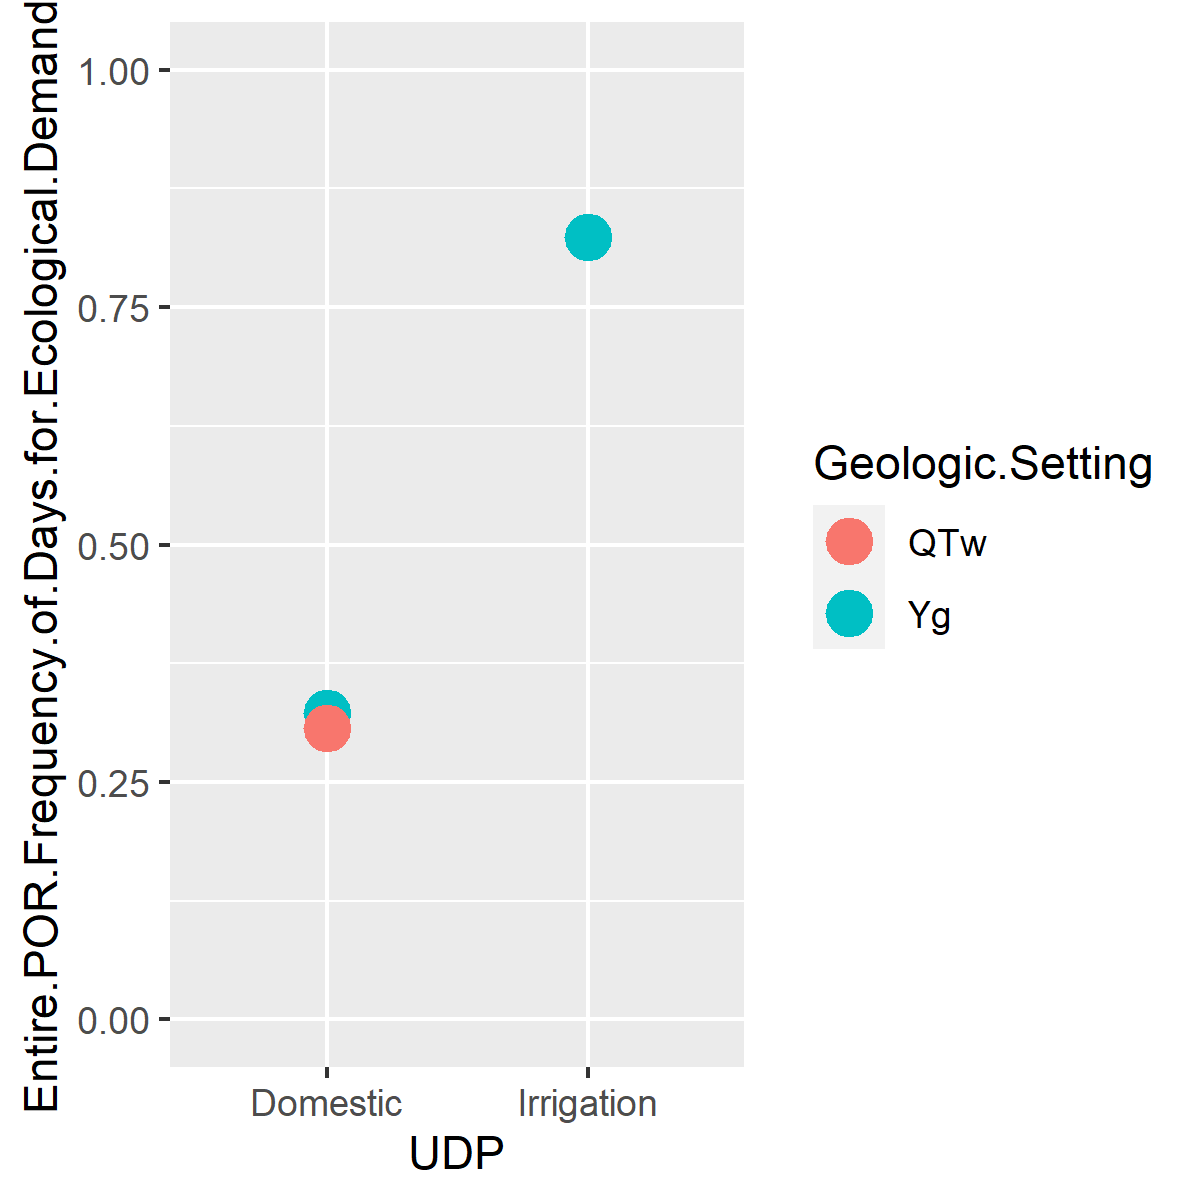 Entire.POR.Frequency.of.Days.for.Ecological.Demand
1.00
0.75
0.50
0.25
0.00
Domestic
Irrigation
UDP
Geologic.Setting
QTw
Yg